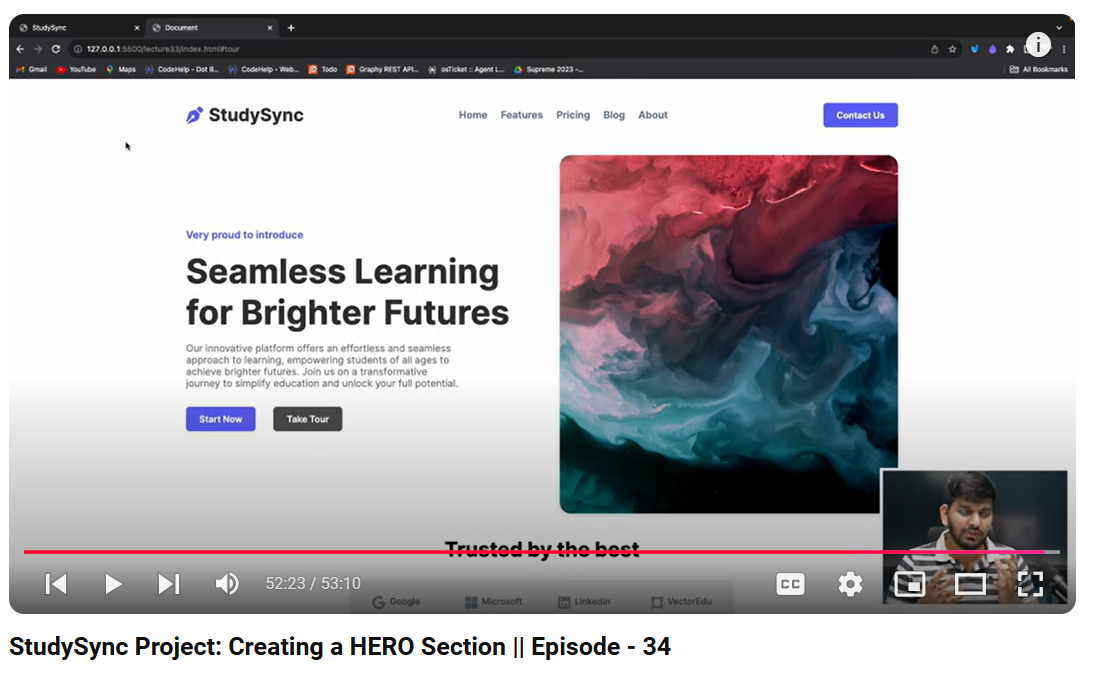 StudySync
Document
127.0.0.1:5500/lecture33/index.html#tour
Gmail
YouTube
Maps
CodeHelp - Dot B...
CodeHelp - Web...
Todo
Graphy REST API...
osTicket :: Agent L...
Supreme 2023 -...
All Bookmarks
StudySync
Home
Features
Pricing
Blog
About
Contact Us
Very proud to introduce
Seamless Learning
for Brighter Futures
Our innovative platform offers an effortless and seamless
approach to learning, empowering students of all ages to
achieve brighter futures. Join us on a transformative
journey to simplify education and unlock your full potential.
Start Now
Take Tour
Trusted by the best
Google
Microsoft
Linkedin
VectorEdu
52:23 / 53:10
CC
StudySync Project: Creating a HERO Section || Episode - 34